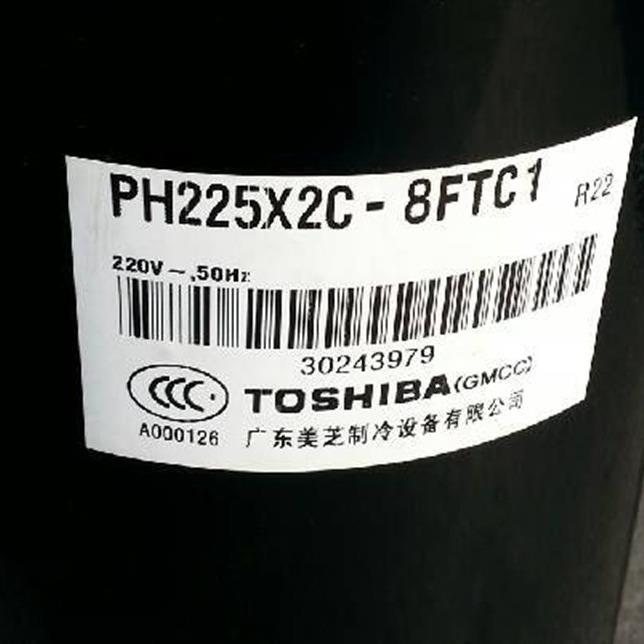 PH225X2C-8FTC1 R22
220V~,50Hz
30243979
CCC TOSHIBA(GMCC)
A000126 广东美芝制冷设备有限公司